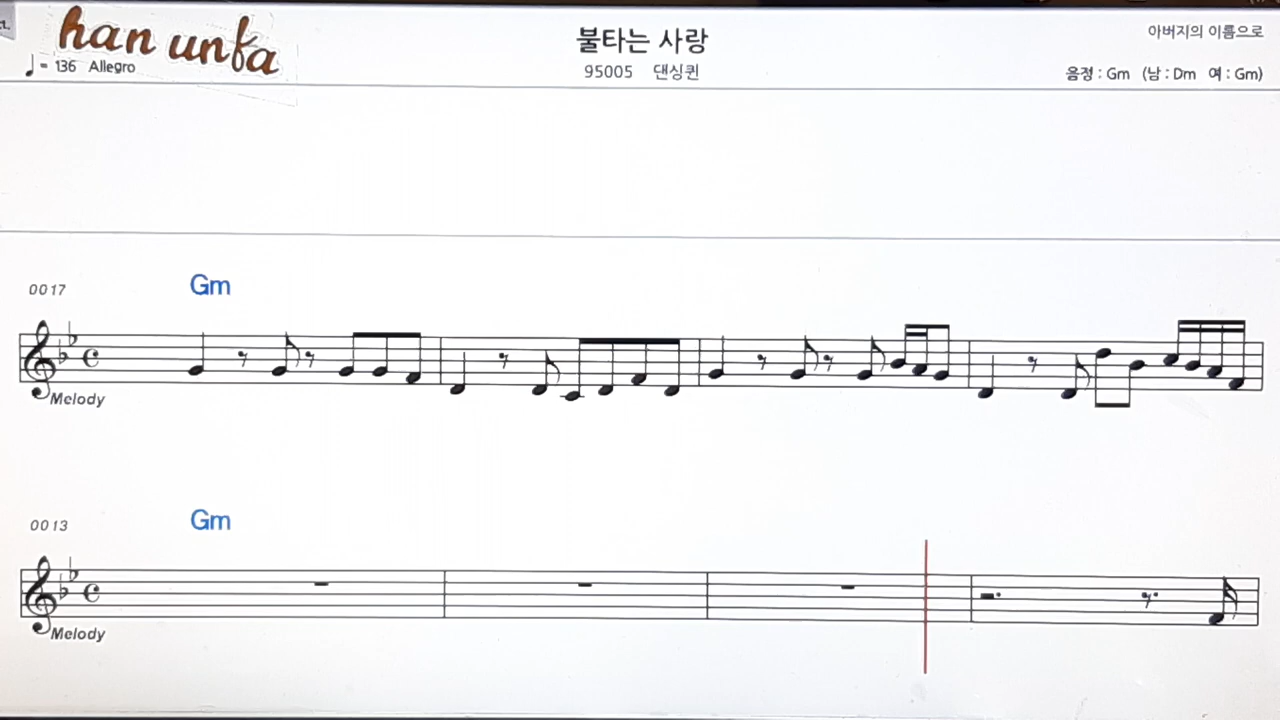 han unfa
♩= 136 Allegro
불타는 사랑
95005 댄싱퀸
아버지의 이름으로
음정 : Gm (남 : Dm 여 : Gm)
0017
Gm
Melody
0013
Gm
Melody